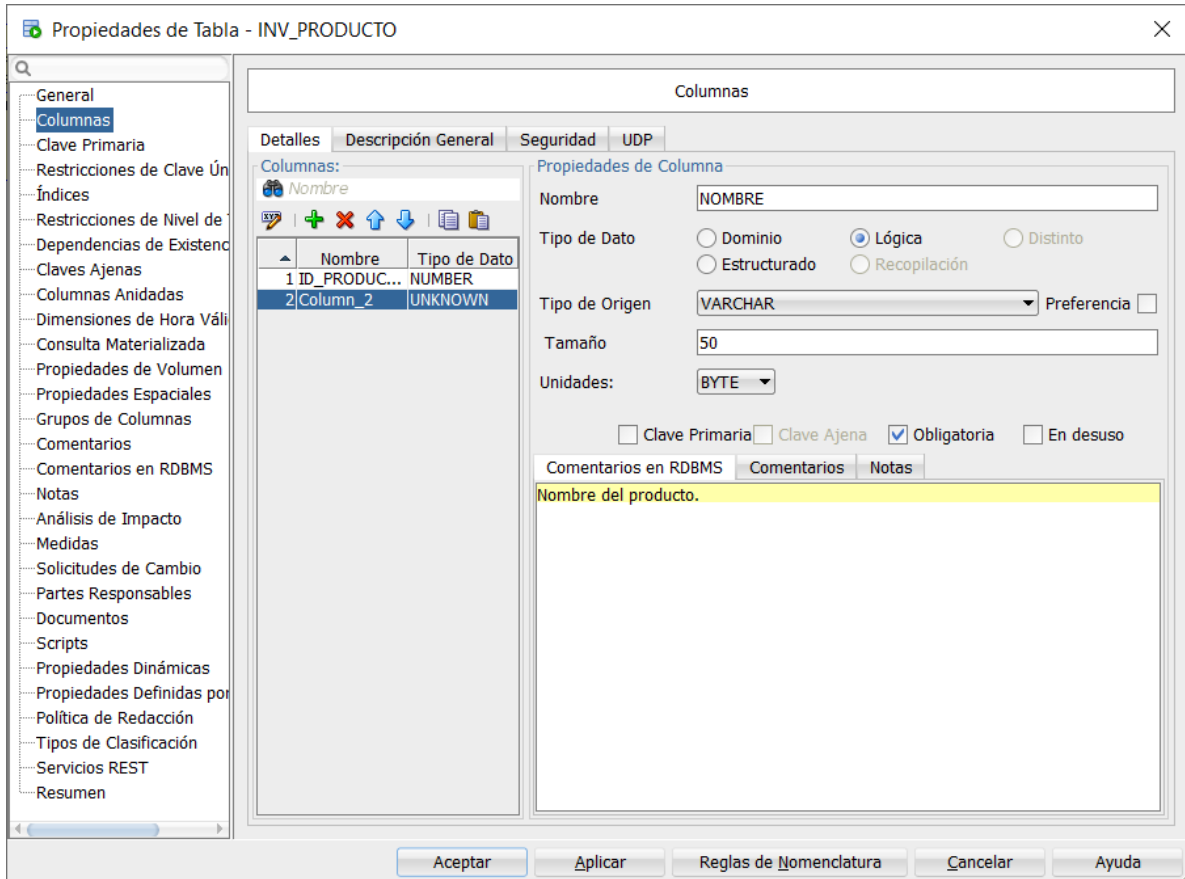 Propiedades de Tabla - INV_PRODUCTO
General
Columnas
Clave Primaria
Restricciones de Clave Ún
Índices
Restricciones de Nivel de
Dependencias de Existenc
Claves Ajenas
Columnas Anidadas
Dimensiones de Hora Váli
Consulta Materializada
Propiedades de Volumen
Propiedades Espaciales
Grupos de Columnas
Comentarios
Comentarios en RDBMS
Notas
Análisis de Impacto
Medidas
Solicitudes de Cambio
Partes Responsables
Documentos
Scripts
Propiedades Dinámicas
Propiedades Definidas por
Política de Redacción
Tipos de Clasificación
Servicios REST
Resumen
Columnas
Detalles Descripción General Seguridad UDP
Columnas:
Nombre
Nombre Tipo de Dato
1 ID_PRODUC... NUMBER
2 Column_2 UNKNOWN
Propiedades de Columna
Nombre NOMBRE
Tipo de Dato Dominio Lógica Distinto
Estructurado Recopilación
Tipo de Origen VARCHAR Preferencia
Tamaño 50
Unidades: BYTE
Clave Primaria Clave Ajena Obligatoria En desuso
Comentarios en RDBMS Comentarios Notas
Nombre del producto.
Aceptar Aplicar Reglas de Nomenclatura Cancelar Ayuda